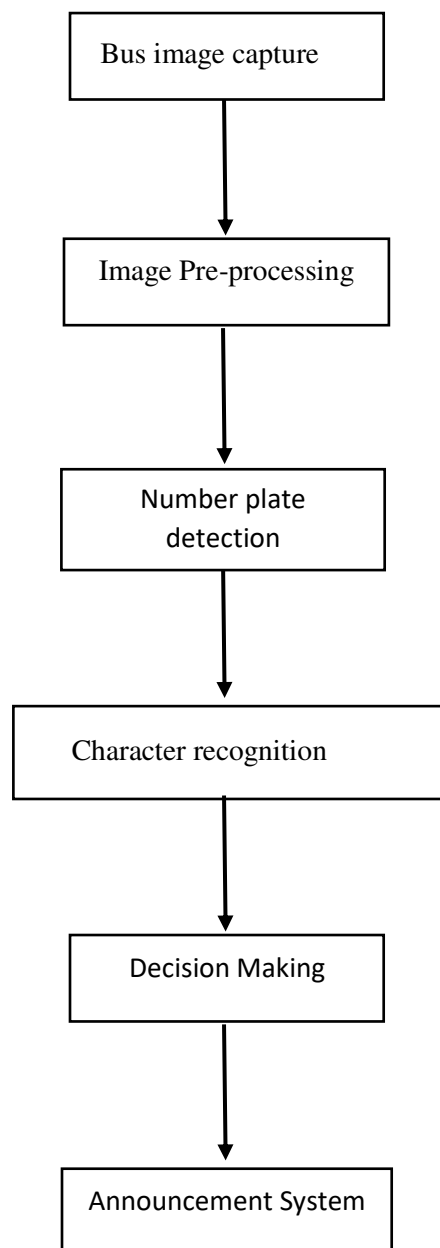 Bus image capture
Image Pre-processing
Number plate
detection
Character recognition
Decision Making
Announcement System